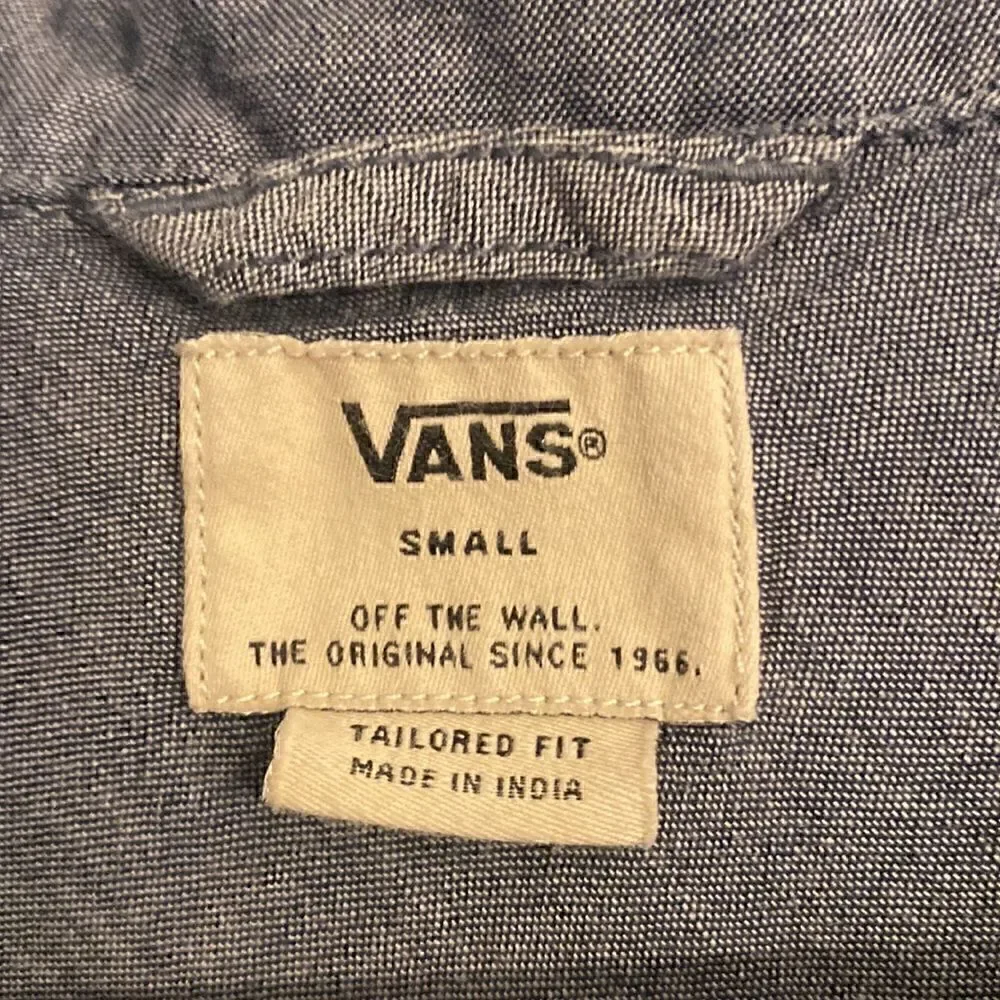 VANS®
SMALL
OFF THE WALL.
THE ORIGINAL SINCE 1966.
TAILORED FIT
MADE IN INDIA